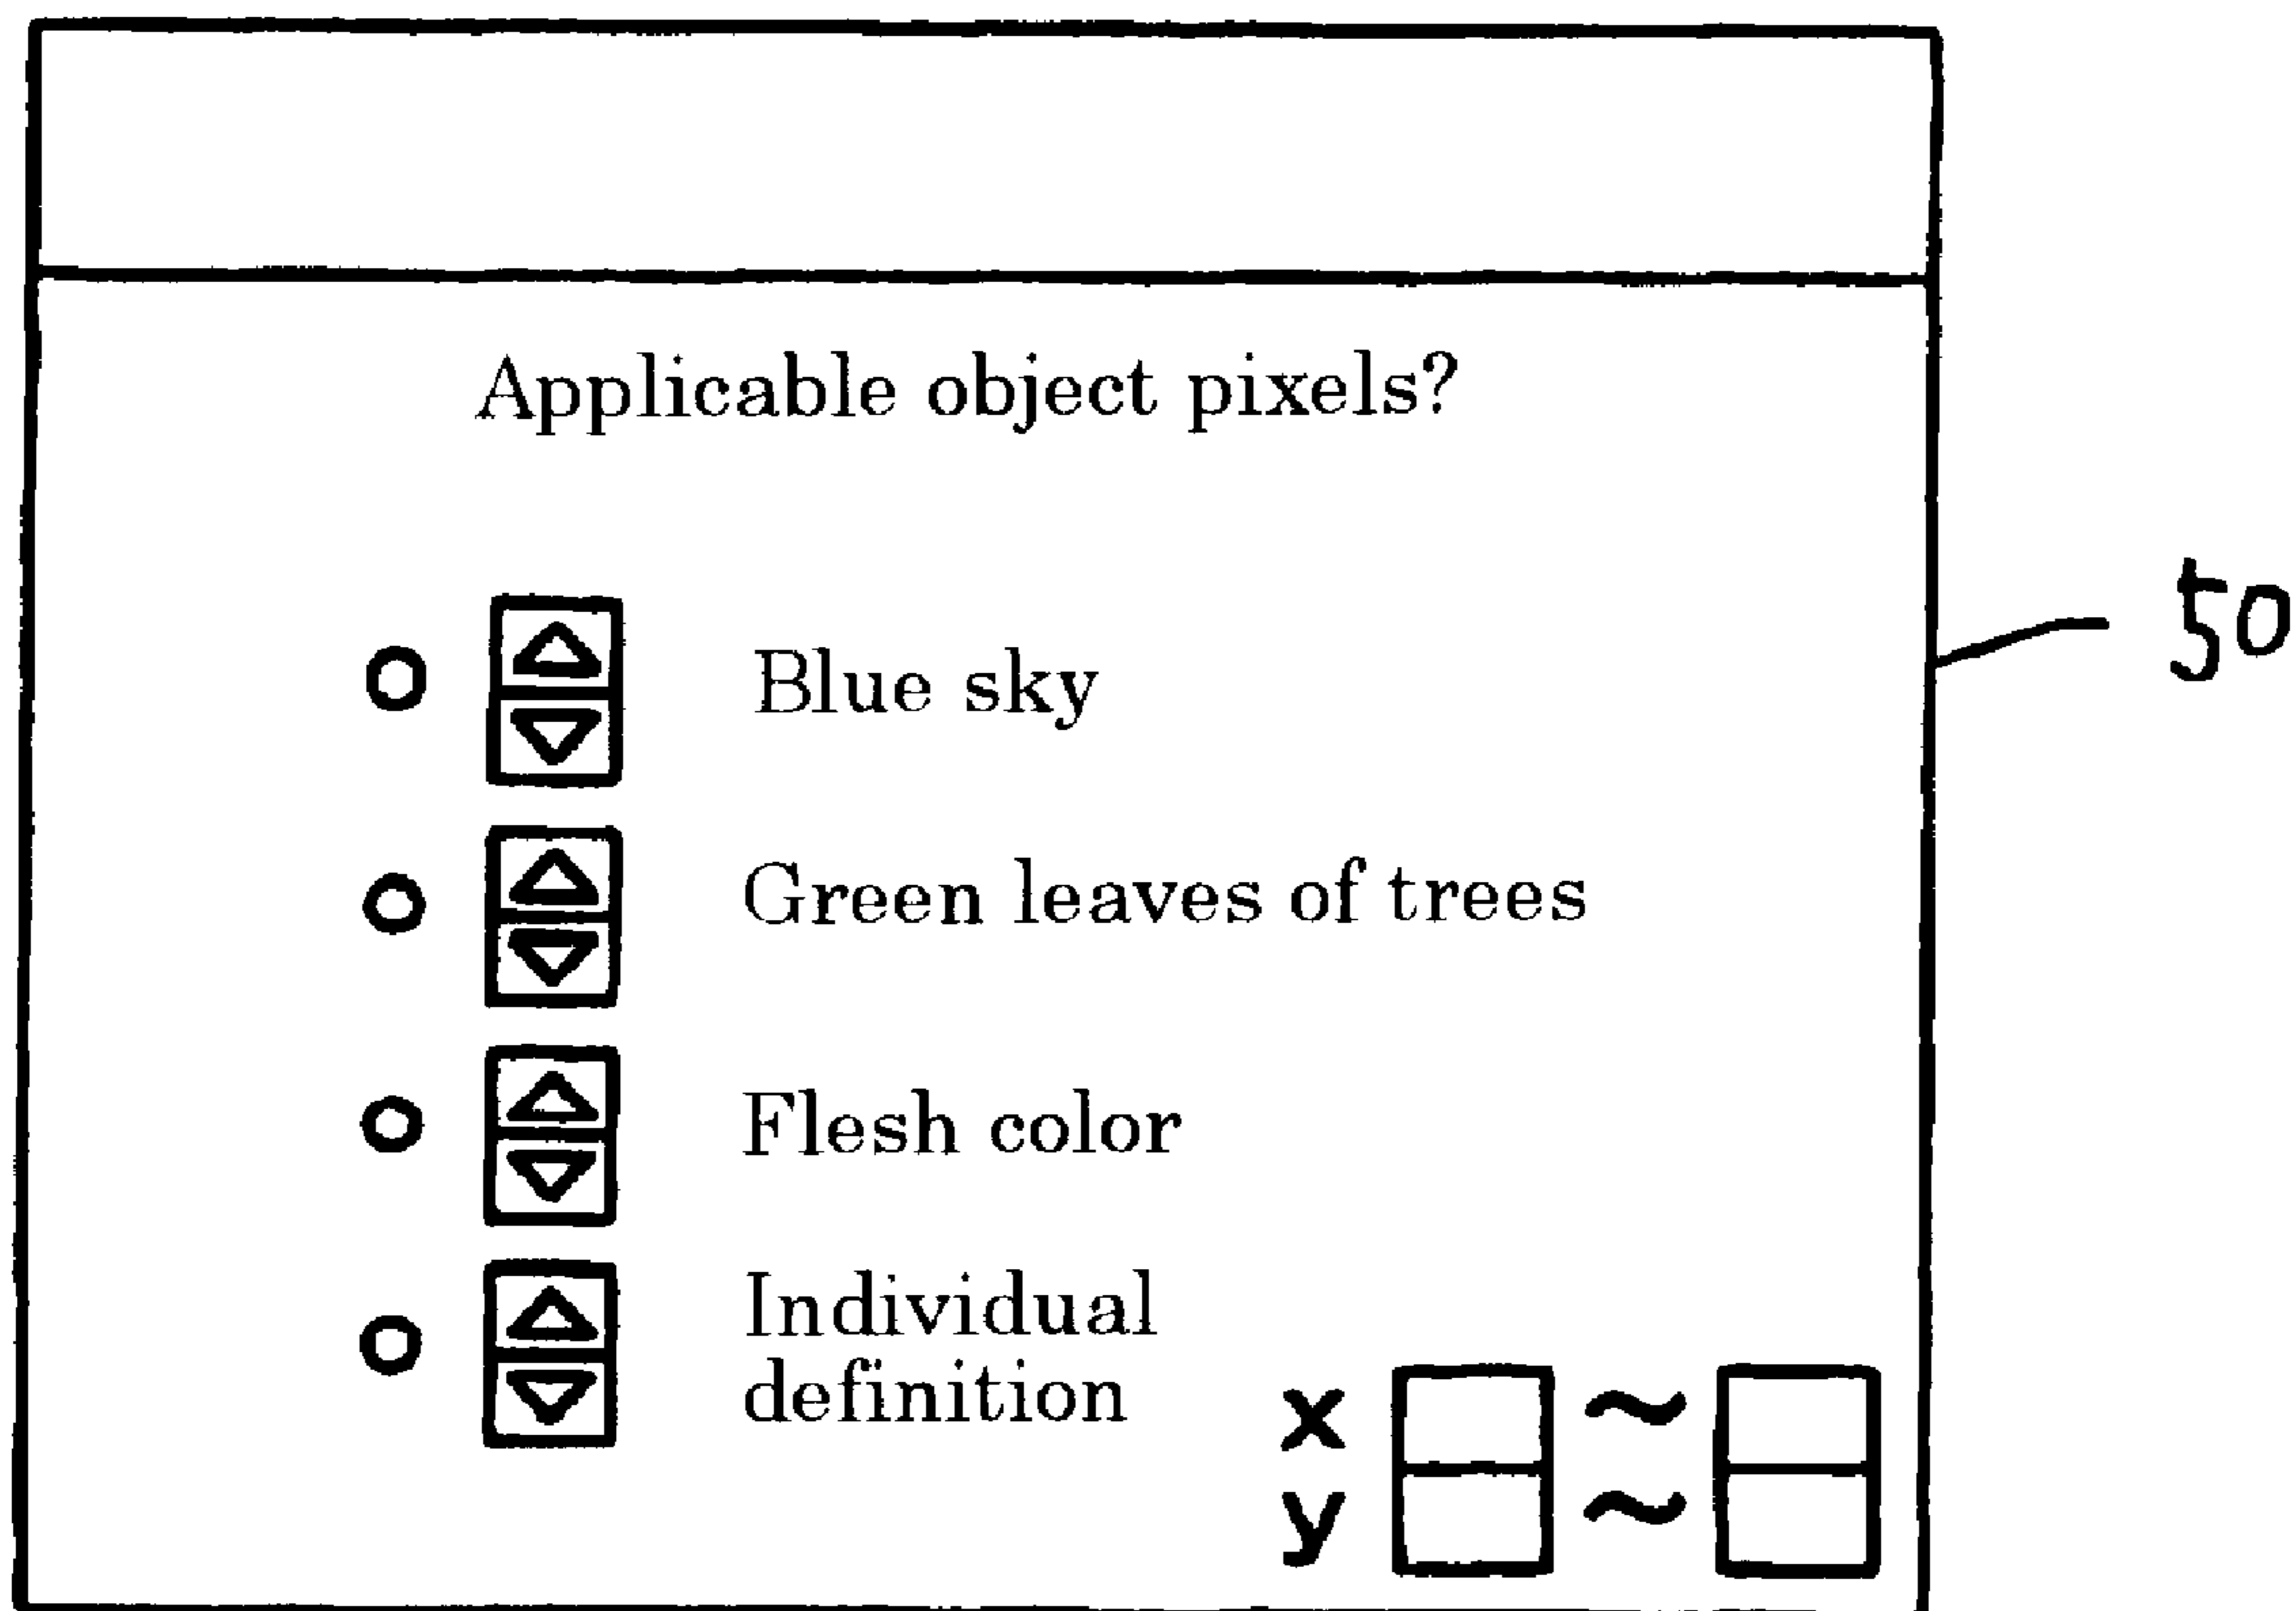 Applicable object pixels?
50
Blue sky
Green leaves of trees
Flesh color
Individual
definition
x ~
y ~